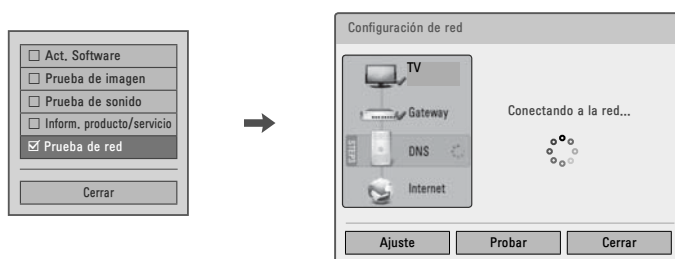 Act. Software
Prueba de imagen
Prueba de sonido
Inform. producto/servicio
Prueba de red
Cerrar
Configuración de red
TV
Gateway
STEP3
DNS
Internet
Conectando a la red...
Ajuste
Probar
Cerrar